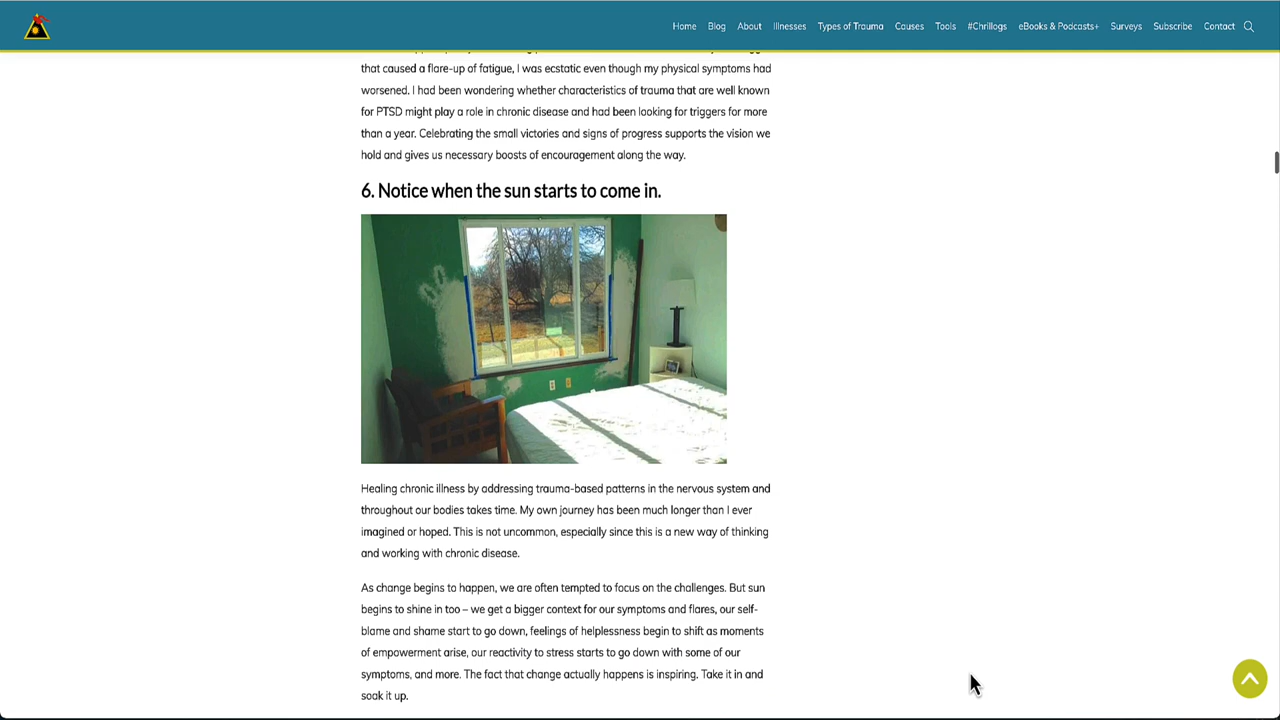 Home Blog About Illnesses Types of Trauma Causes Tools #Chrillogs eBooks & Podcasts+ Surveys Subscribe Contact
that caused a flare-up of fatigue, I was ecstatic even though my physical symptoms had
worsened. I had been wondering whether characteristics of trauma that are well known
for PTSD might play a role in chronic disease and had been looking for triggers for more
than a year. Celebrating the small victories and signs of progress supports the vision we
hold and gives us necessary boosts of encouragement along the way.
6. Notice when the sun starts to come in.
Healing chronic illness by addressing trauma-based patterns in the nervous system and
throughout our bodies takes time. My own journey has been much longer than I ever
imagined or hoped. This is not uncommon, especially since this is a new way of thinking
and working with chronic disease.
As change begins to happen, we are often tempted to focus on the challenges. But sun
begins to shine in too – we get a bigger context for our symptoms and flares, our self-
blame and shame start to go down, feelings of helplessness begin to shift as moments
of empowerment arise, our reactivity to stress starts to go down with some of our
symptoms, and more. The fact that change actually happens is inspiring. Take it in and
soak it up.